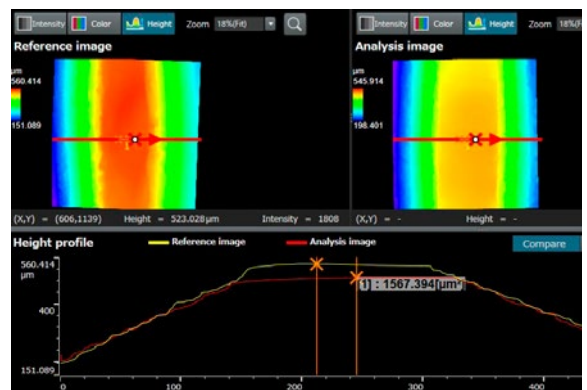 Intensity Color Height Zoom 18%(Fit) Intensity Color Height Zoom 18%(Fit)
Reference image Analysis image
μm μm
560.414 545.914
151.089 198.401
(X,Y) = (606,1139) Height = 523.028μm Intensity = 1808 (X,Y) = - Height = -
Height profile Reference image Analysis image Compare
560.414
μm
1] : 1567.394[μm²]
400
151.089
0 100 200 300 400